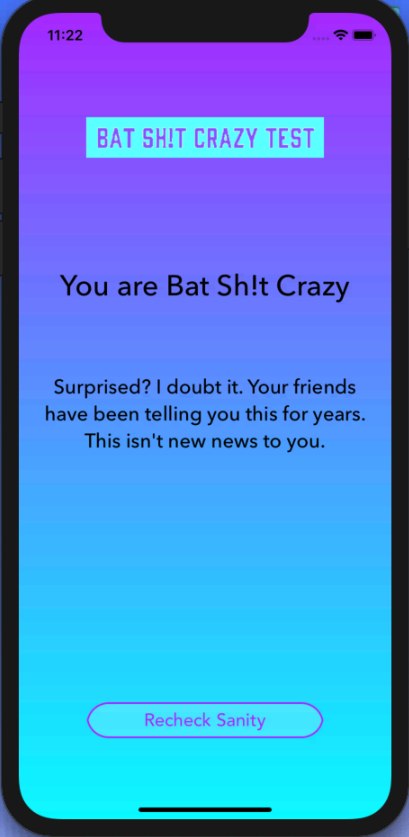 11:22
BAT SH!T CRAZY TEST
You are Bat Sh!t Crazy
Surprised? I doubt it. Your friends
have been telling you this for years.
This isn't new news to you.
Recheck Sanity